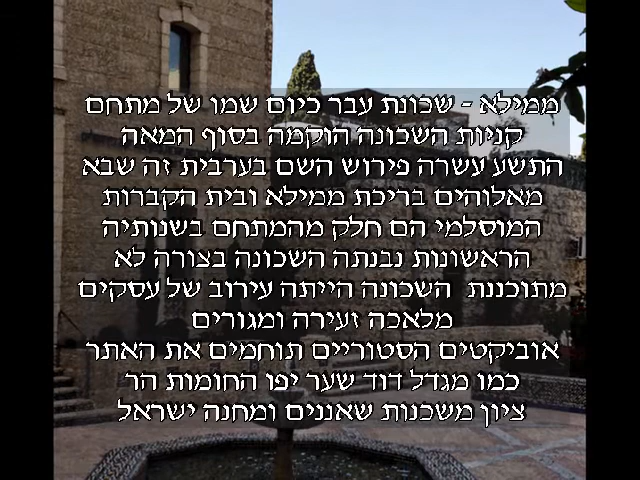 ממילא - שכונת עבר כיום שמו של מתחם
קניות השכונה הוקמה בסוף המאה
התשע עשרה פירוש השם בערבית זה שבא
מאלוהים בריכת ממילא ובית הקברות
המוסלמי הם חלק מהמתחם בשנותיה
הראשונות נבנתה השכונה בצורה לא
מתוכננת השכונה הייתה עירוב של עסקים
מלאכה זעירה ומגורים
אוביקטים הסטוריים תוחמים את האתר
כמו מגדל דוד שער יפו החומות הר
ציון משכנות שאננים ומחנה ישראל